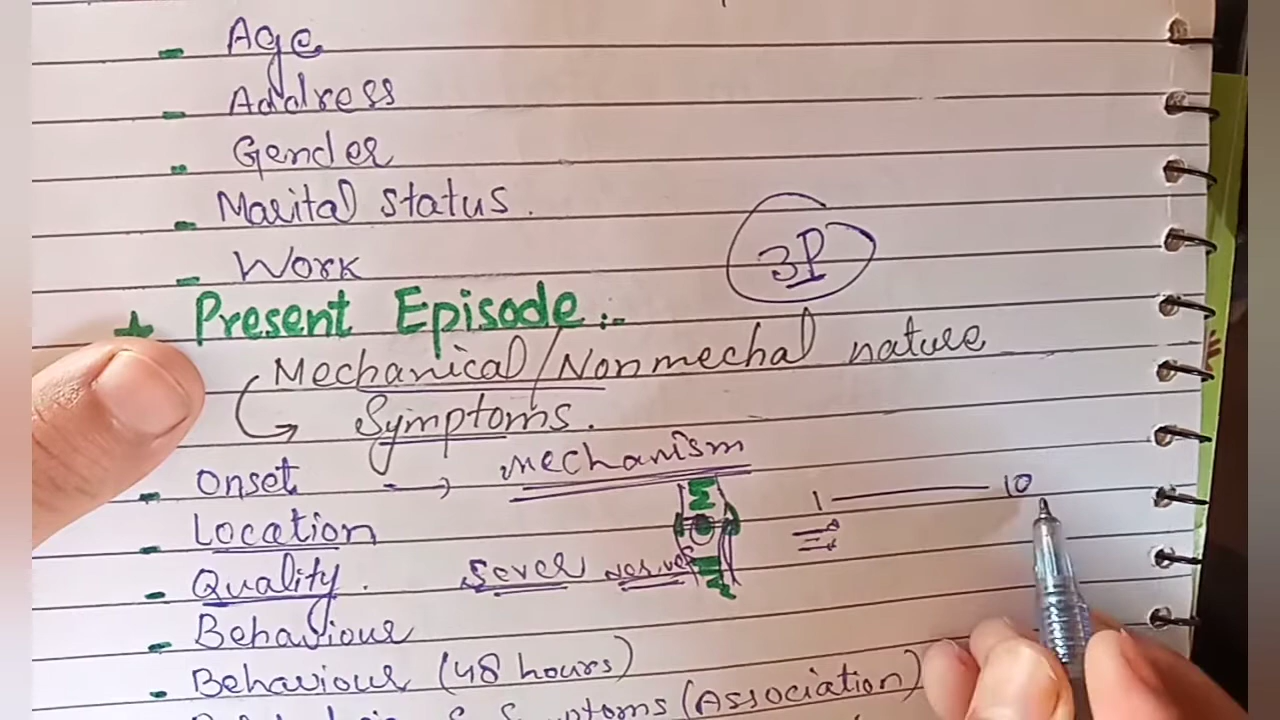 - Age
- Address
- Gender
- Marital status.
- Work
3P
★ Present Episode:-
Mechanical/Nonmechal nature
Symptoms.
- Onset → Mechanism
- Location
1 10
- Quality. Sever
- Behaviour
- Behaviour (48 hours)
Symptoms (Association)